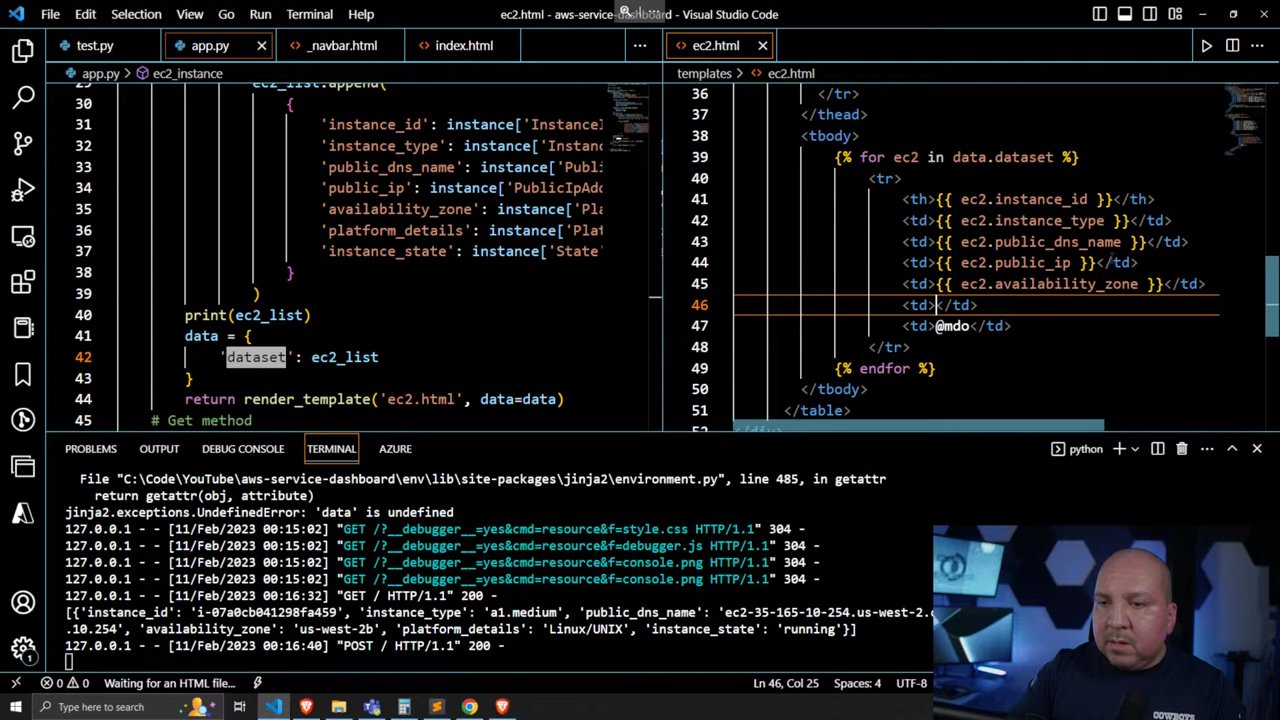 File Edit Selection View Go Run Terminal Help
ec2.html - aws-service-dashboard - Visual Studio Code
test.py app.py _navbar.html index.html ec2.html
app.py > ec2_instance
templates > ec2.html
ec2_list.append(
30 {
31 'instance_id': instance['InstanceI
32 'instance_type': instance['Instanc
33 'public_dns_name': instance['Publi
34 'public_ip': instance['PublicIpAdd
35 'availability_zone': instance['Pla
36 'platform_details': instance['Plat
37 'instance_state': instance['State'
38 }
39 )
40 print(ec2_list)
41 data = {
42 'dataset': ec2_list
43 }
44 return render_template('ec2.html', data=data)
45 # Get method
36 </tr>
37 </thead>
38 <tbody>
39 {% for ec2 in data.dataset %}
40 <tr>
41 <th>{{ ec2.instance_id }}</th>
42 <td>{{ ec2.instance_type }}</td>
43 <td>{{ ec2.public_dns_name }}</td>
44 <td>{{ ec2.public_ip }}</td>
45 <td>{{ ec2.availability_zone }}</td>
46 <td></td>
47 <td>@mdo</td>
48 </tr>
49 {% endfor %}
50 </tbody>
51 </table>
PROBLEMS OUTPUT DEBUG CONSOLE TERMINAL AZURE
python
File "C:\Code\YouTube\aws-service-dashboard\env\lib\site-packages\jinja2\environment.py", line 485, in getattr
return getattr(obj, attribute)
jinja2.exceptions.UndefinedError: 'data' is undefined
127.0.0.1 - - [11/Feb/2023 00:15:02] "GET /?__debugger__=yes&cmd=resource&f=style.css HTTP/1.1" 304 -
127.0.0.1 - - [11/Feb/2023 00:15:02] "GET /?__debugger__=yes&cmd=resource&f=debugger.js HTTP/1.1" 304 -
127.0.0.1 - - [11/Feb/2023 00:15:02] "GET /?__debugger__=yes&cmd=resource&f=console.png HTTP/1.1" 304 -
127.0.0.1 - - [11/Feb/2023 00:15:02] "GET /?__debugger__=yes&cmd=resource&f=console.png HTTP/1.1" 304 -
127.0.0.1 - - [11/Feb/2023 00:16:32] "GET / HTTP/1.1" 200 -
[{'instance_id': 'i-07a0cb041298fa459', 'instance_type': 'a1.medium', 'public_dns_name': 'ec2-35-165-10-254.us-west-2.
.10.254', 'availability_zone': 'us-west-2b', 'platform_details': 'Linux/UNIX', 'instance_state': 'running'}]
127.0.0.1 - - [11/Feb/2023 00:16:40] "POST / HTTP/1.1" 200 -
0 0 Waiting for an HTML file...
Ln 46, Col 25 Spaces: 4 UTF-8
Type here to search
COWBOYS